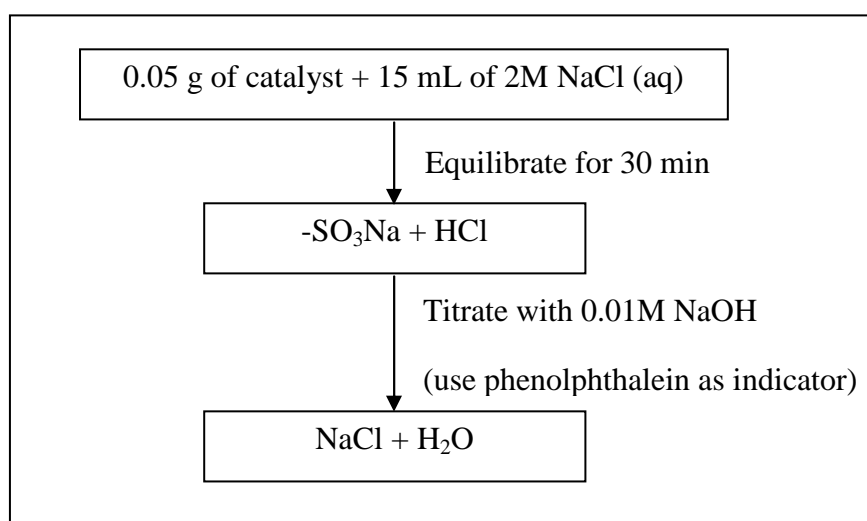 0.05 g of catalyst + 15 mL of 2M NaCl (aq)
Equilibrate for 30 min
-SO₃Na + HCl
Titrate with 0.01M NaOH
(use phenolphthalein as indicator)
NaCl + H₂O